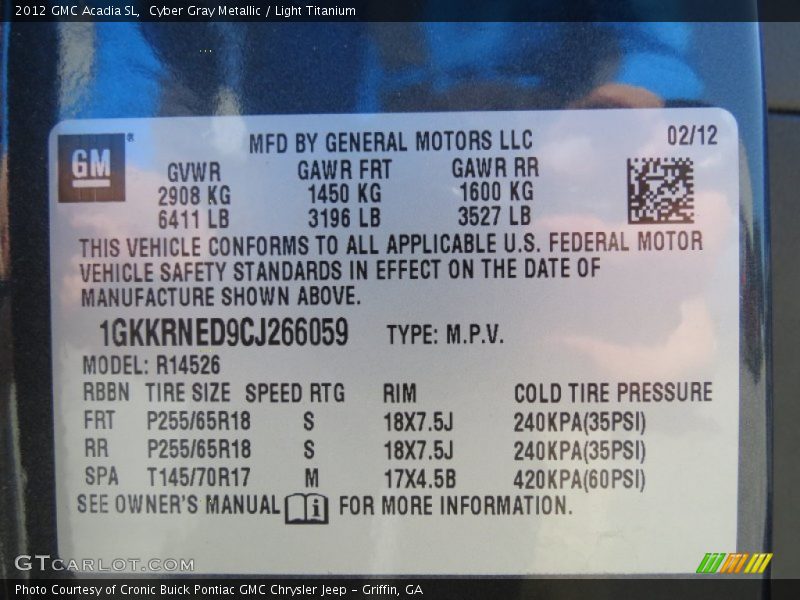 2012 GMC Acadia SL,  Cyber Gray Metallic / Light Titanium
MFD BY GENERAL MOTORS LLC
02/12
GM
®
GVWR GAWR FRT GAWR RR
2908 KG 1450 KG 1600 KG
6411 LB 3196 LB 3527 LB
THIS VEHICLE CONFORMS TO ALL APPLICABLE U.S. FEDERAL MOTOR
VEHICLE SAFETY STANDARDS IN EFFECT ON THE DATE OF
MANUFACTURE SHOWN ABOVE.
1GKKRNED9CJ266059 TYPE: M.P.V.
MODEL: R14526
RBBN TIRE SIZE SPEED RTG RIM COLD TIRE PRESSURE
FRT P255/65R18 S 18X7.5J 240KPA(35PSI)
RR P255/65R18 S 18X7.5J 240KPA(35PSI)
SPA T145/70R17 M 17X4.5B 420KPA(60PSI)
SEE OWNER'S MANUAL i FOR MORE INFORMATION.
GTCARLOT.COM
Photo Courtesy of Cronic Buick Pontiac GMC Chrysler Jeep – Griffin, GA